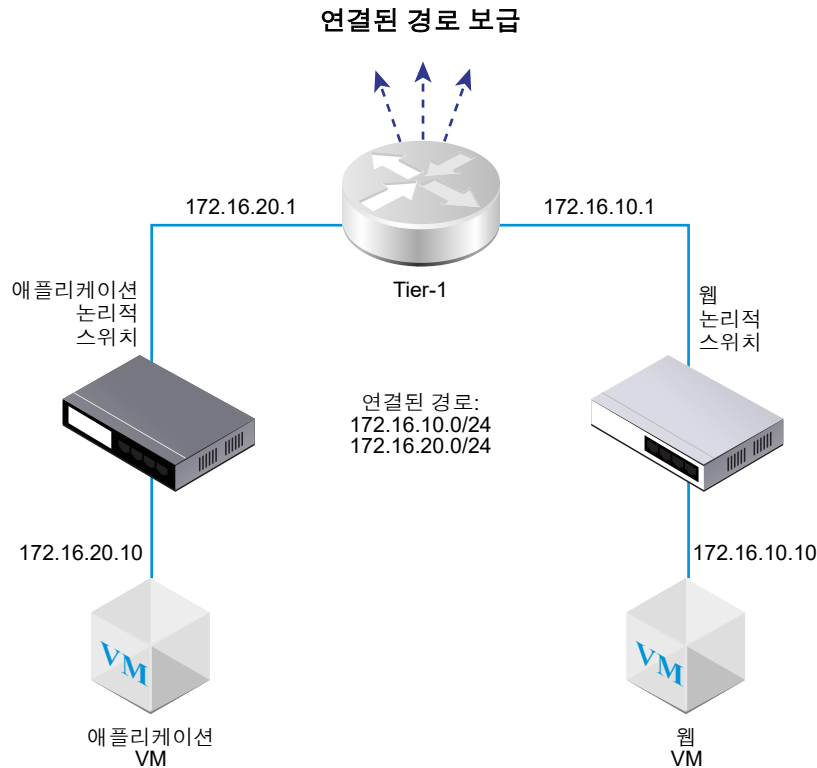 연결된 경로 보급
172.16.20.1
172.16.10.1
Tier-1
애플리케이션
논리적
스위치
웹
논리적
스위치
연결된 경로:
172.16.10.0/24
172.16.20.0/24
172.16.20.10
172.16.10.10
VM
VM
애플리케이션
VM
웹
VM